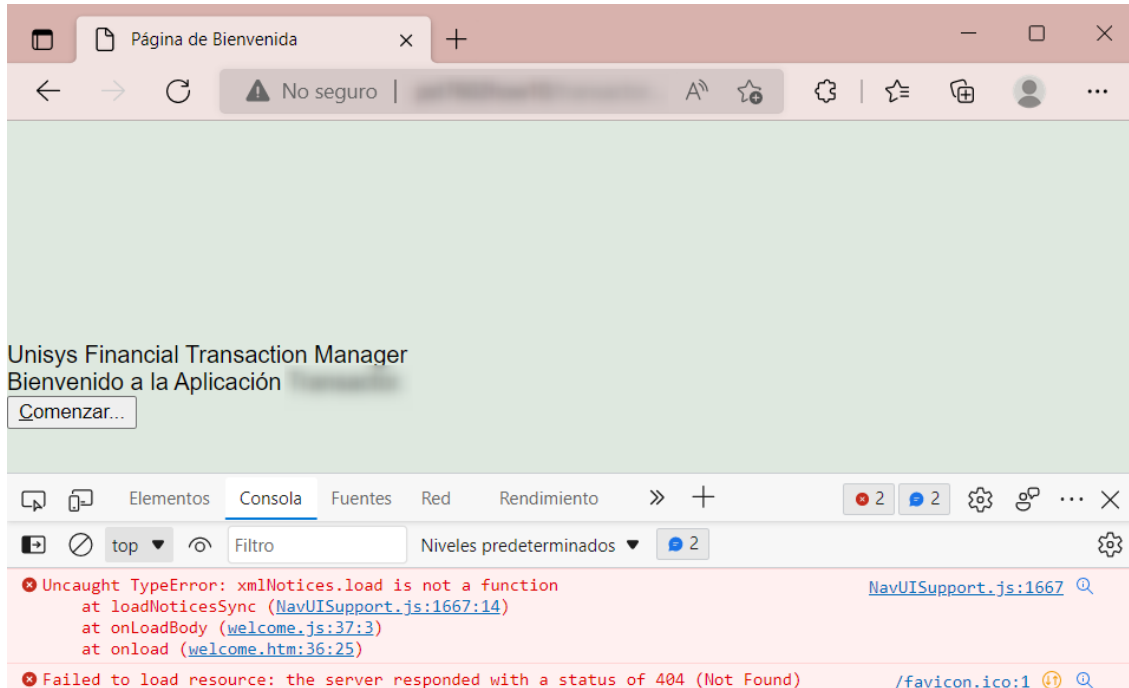 Página de Bienvenida
No seguro
Unisys Financial Transaction Manager
Bienvenido a la Aplicación
Comenzar...
Elementos Consola Fuentes Red Rendimiento 2 2
top Filtro Niveles predeterminados 2
Uncaught TypeError: xmlNotices.load is not a function NavUISupport.js:1667
at loadNoticesSync (NavUISupport.js:1667:14)
at onLoadBody (welcome.js:37:3)
at onload (welcome.htm:36:25)
Failed to load resource: the server responded with a status of 404 (Not Found) /favicon.ico:1